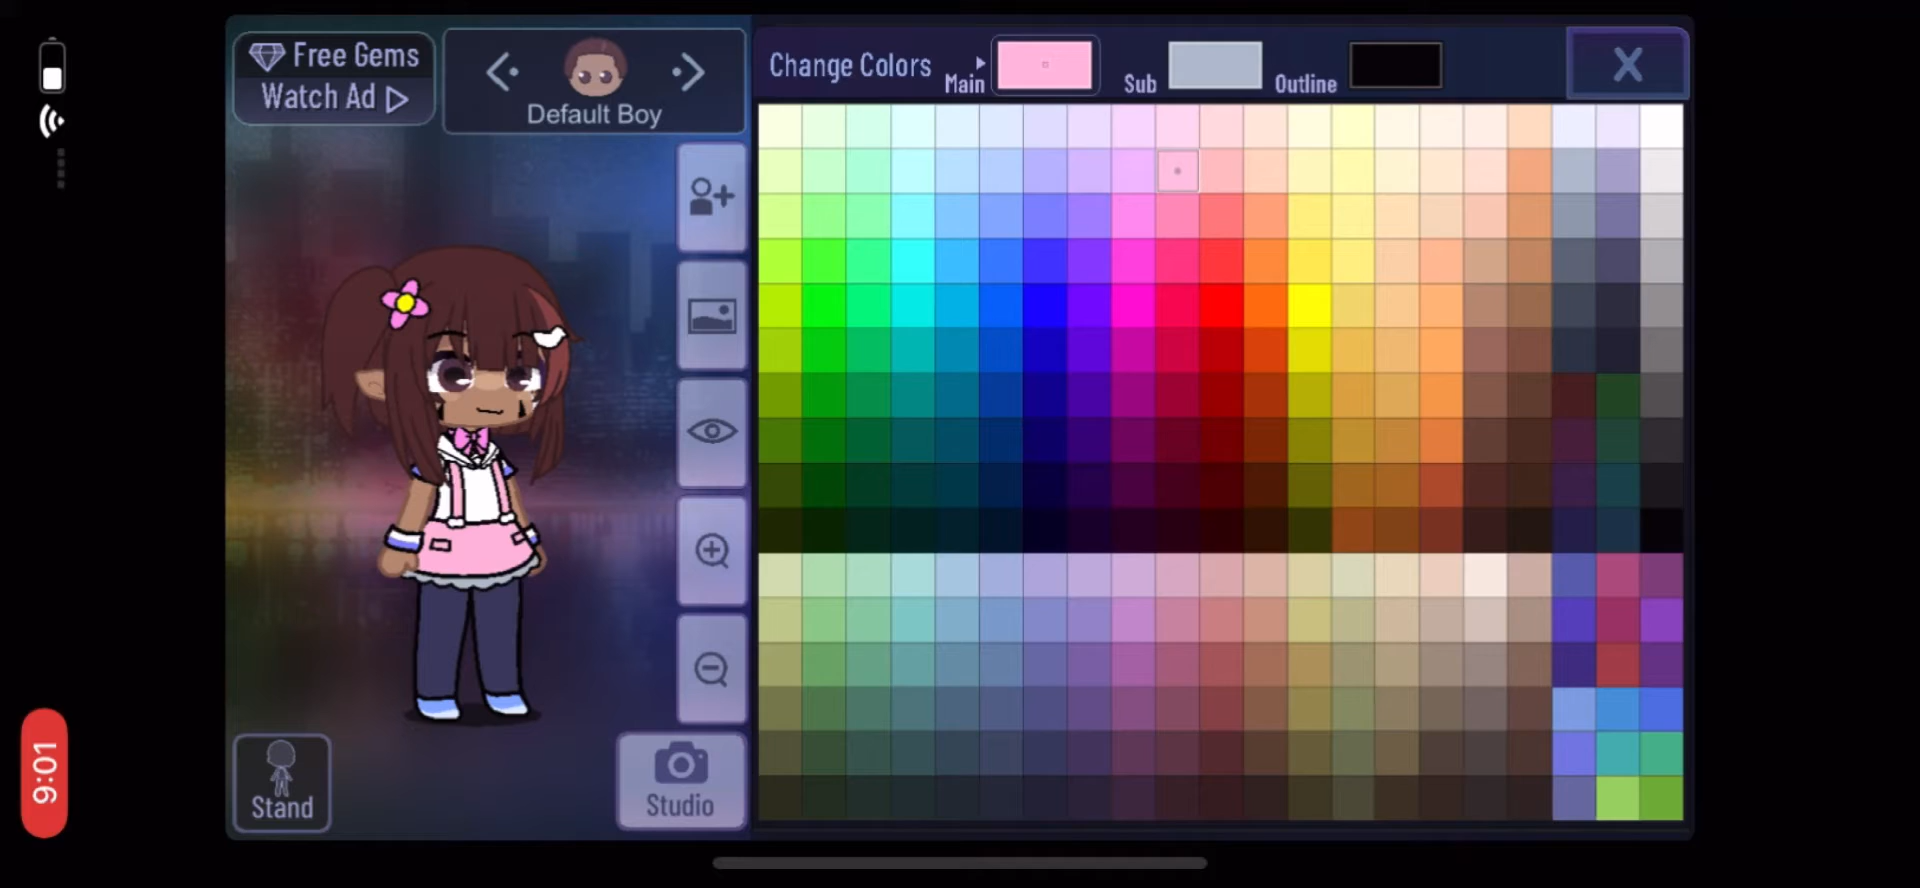 Free Gems
Watch Ad
Default Boy
Change Colors
Main
Sub
Outline
X
9:01
Stand
Studio